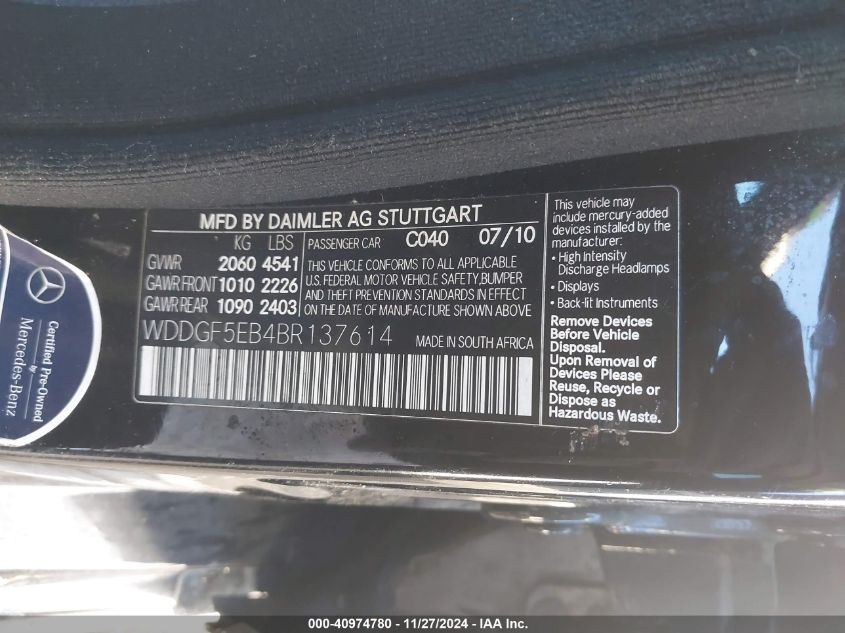 MFD BY DAIMLER AG STUTTGART
KG LBS
GVWR 2060 4541
GAWR FRONT 1010 2226
GAWR REAR 1090 2403
PASSENGER CAR C040 07/10
THIS VEHICLE CONFORMS TO ALL APPLICABLE
U.S. FEDERAL MOTOR VEHICLE SAFETY, BUMPER
AND THEFT PREVENTION STANDARDS IN EFFECT
ON THE DATE OF MANUFACTURE SHOWN ABOVE
WDDGF5EB4BR137614 MADE IN SOUTH AFRICA
This vehicle may
include mercury-added
devices installed by the
manufacturer:
• High Intensity
Discharge Headlamps
• Displays
• Back-lit Instruments
Remove Devices
Before Vehicle
Disposal.
Upon Removal of
Devices Please
Reuse, Recycle or
Dispose as
Hazardous Waste.
Certified Pre-Owned
by
Mercedes-Benz
000-40974780 - 11/27/2024 - IAA Inc.